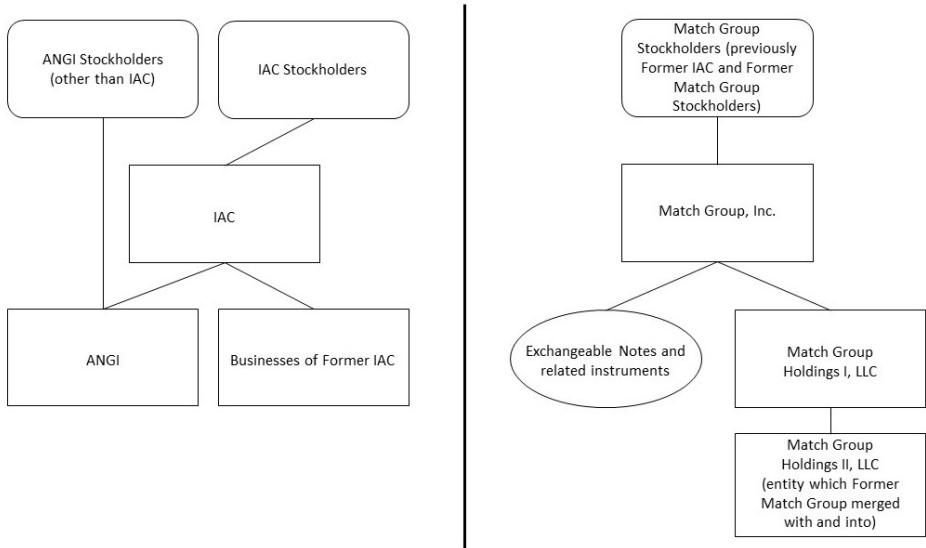 ANGI Stockholders
(other than IAC)
IAC Stockholders
IAC
ANGI
Businesses of Former IAC
Match Group
Stockholders (previously
Former IAC and Former
Match Group
Stockholders)
Match Group, Inc.
Exchangeable Notes and
related instruments
Match Group
Holdings I, LLC
Match Group
Holdings II, LLC
(entity which Former
Match Group merged
with and into)